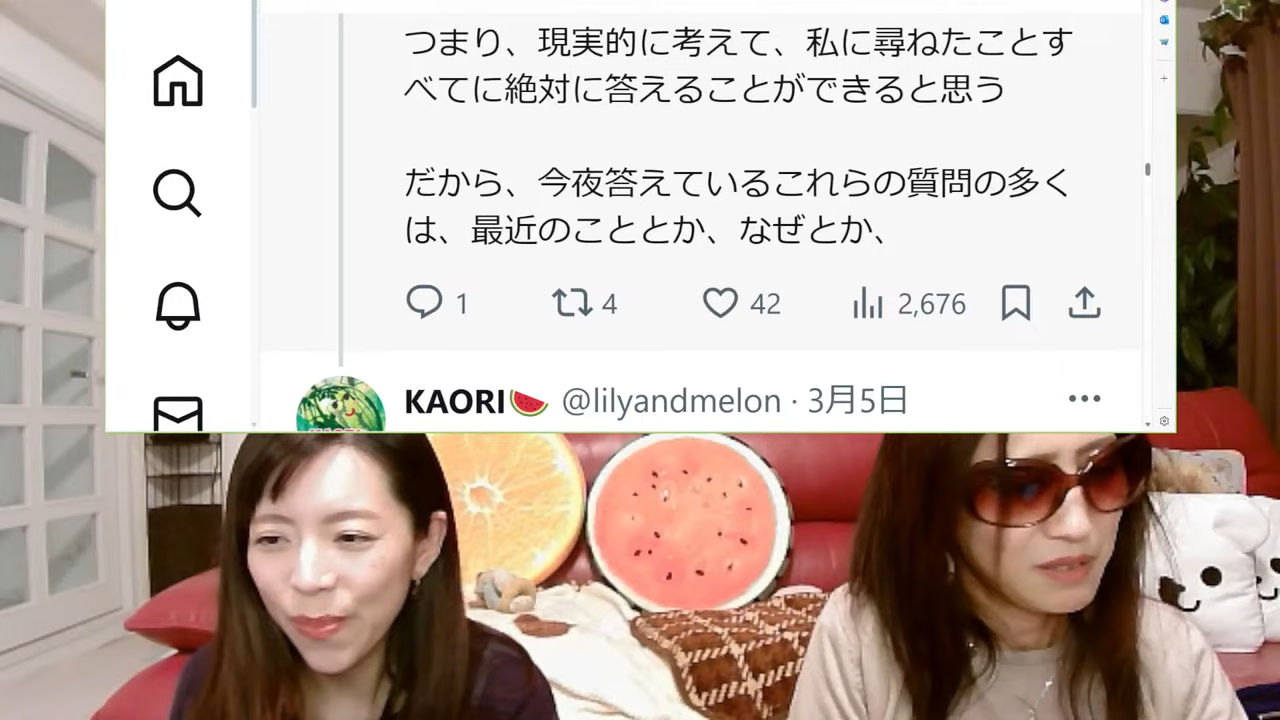 つまり、現実的に考えて、私に尋ねたことす
べてに絶対に答えることができると思う
だから、今夜答えているこれらの質問の多く
は、最近のこととか、なぜとか、
1 4 42 2,676
KAORI🍉 @lilyandmelon · 3月5日